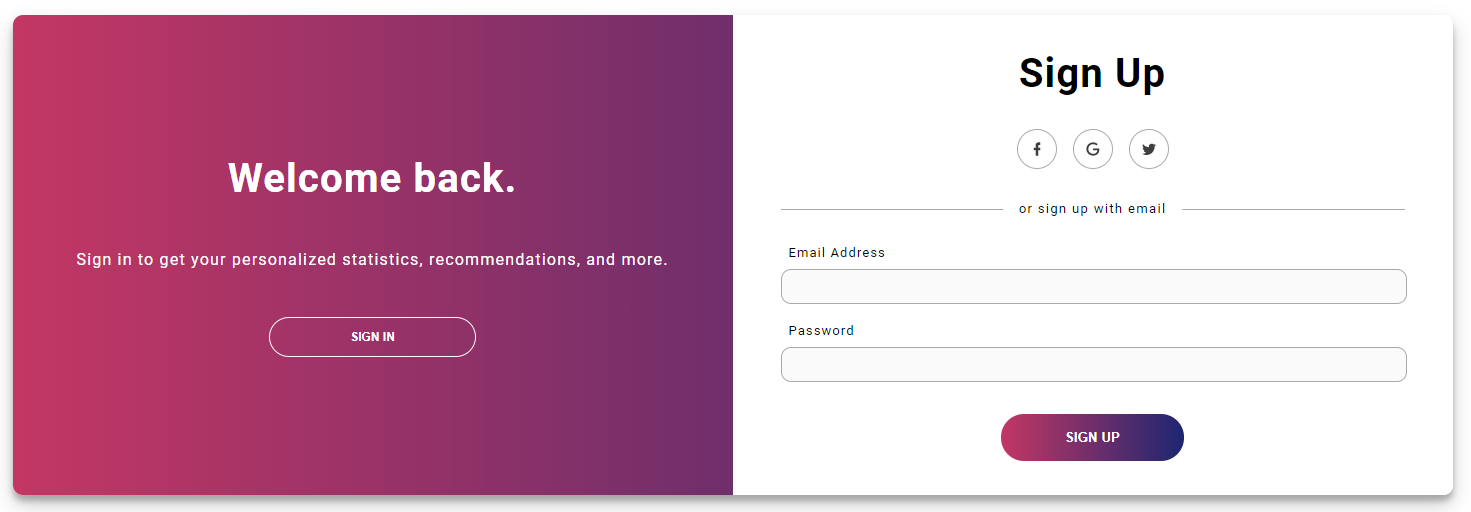 Welcome back.
Sign in to get your personalized statistics, recommendations, and more.
SIGN IN
Sign Up
or sign up with email
Email Address
Password
SIGN UP